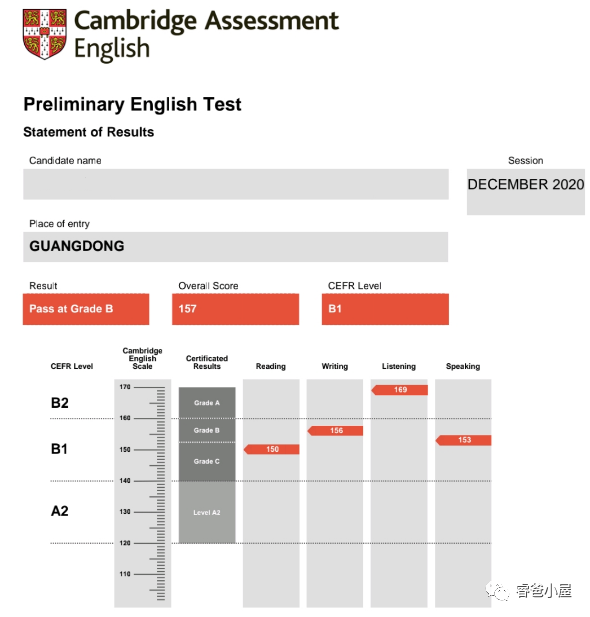 Cambridge Assessment
English
Preliminary English Test
Statement of Results
Candidate name
Session
DECEMBER 2020
Place of entry
GUANGDONG
Result
Overall Score
CEFR Level
Pass at Grade B
157
B1
CEFR Level
Cambridge
English
Scale
Certificated
Results
Reading
Writing
Listening
Speaking
170
169
B2
Grade A
160
Grade B
156
153
B1
150
150
Grade C
140
A2
130
Level A2
120
110
睿爸小屋